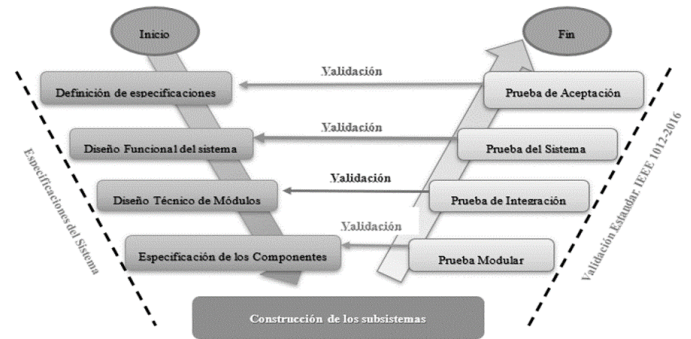 Inicio
Fin
Validación
Definición de especificaciones
Prueba de Aceptación
Validación
Diseño Funcional del sistema
Prueba del Sistema
Validación
Diseño Técnico de Módulos
Prueba de Integración
Validación
Especificación de los Componentes
Prueba Modular
Especificaciones del Sistema
Validación Estandar. IEEE 1012-2016
Construcción de los subsistemas